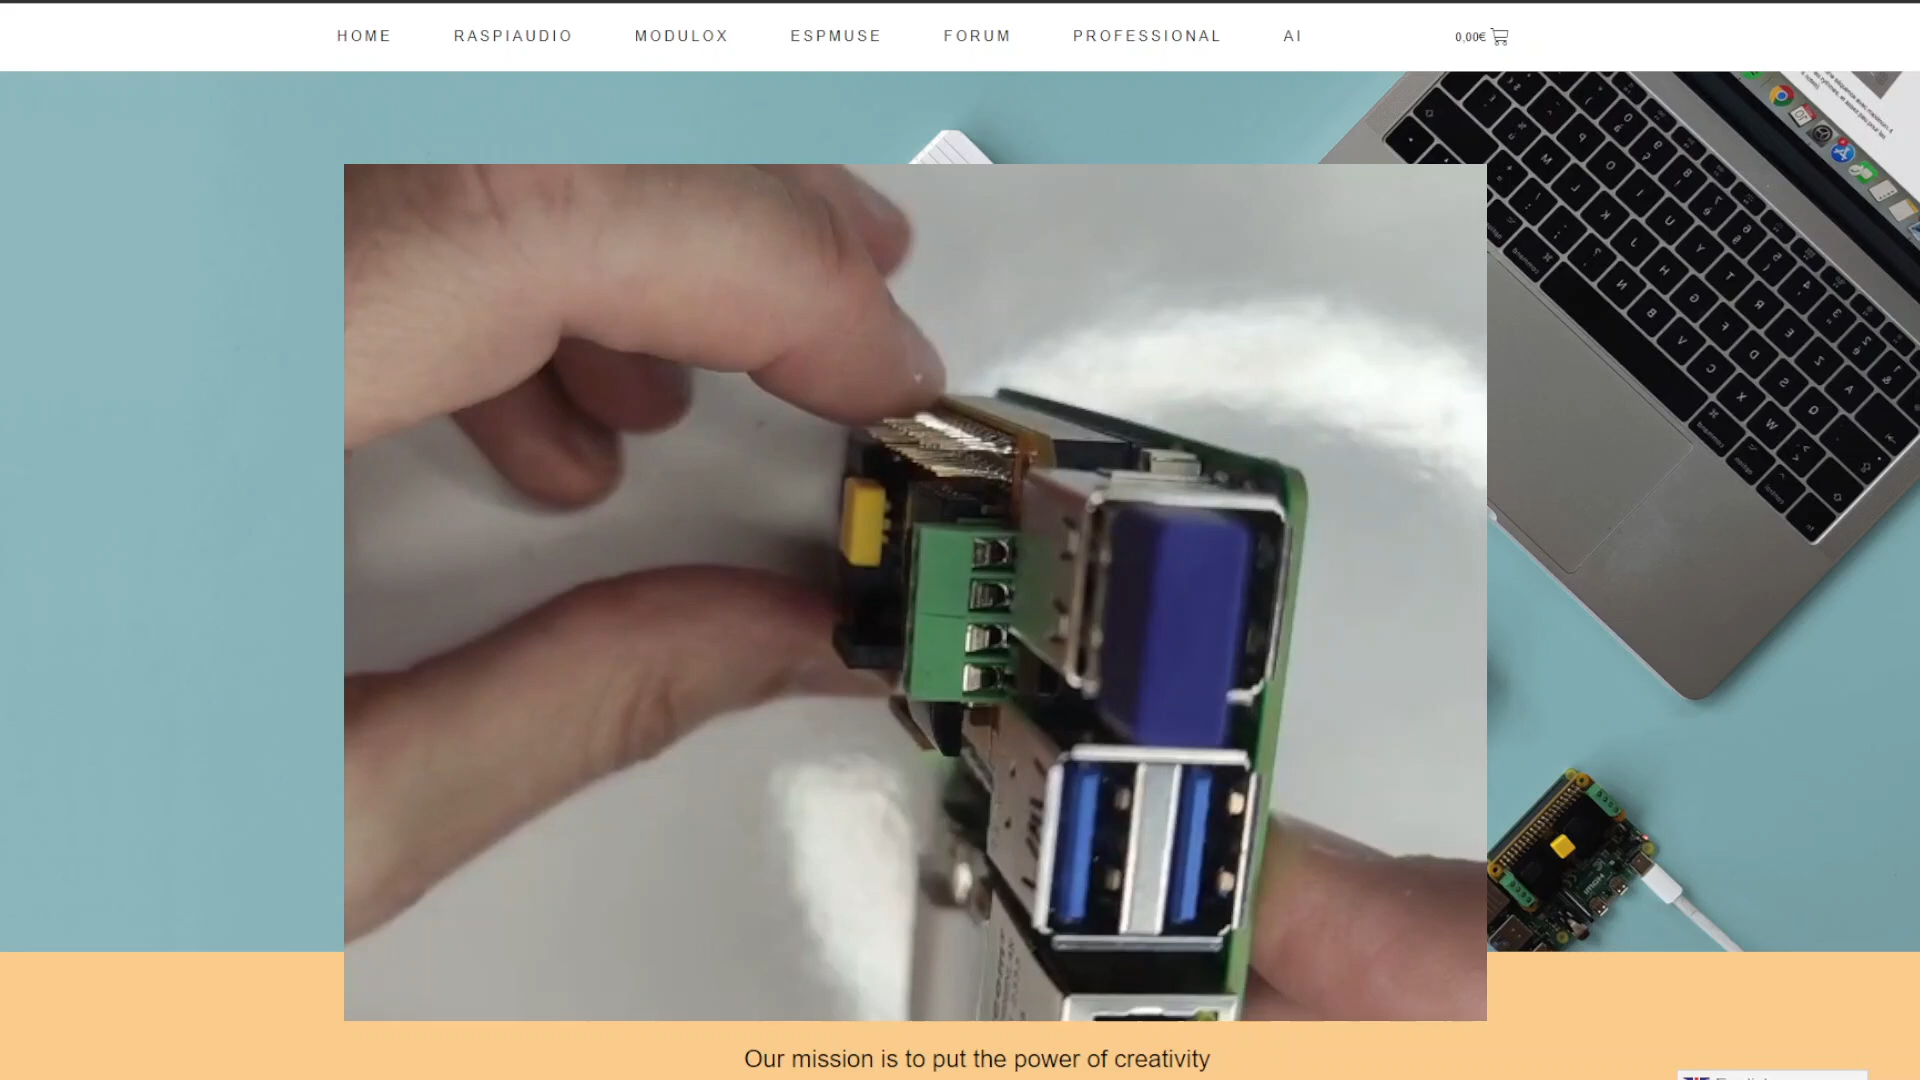 HOME
RASPIAUDIO
MODULOX
ESPMUSE
FORUM
PROFESSIONAL
AI
0,00€
Our mission is to put the power of creativity